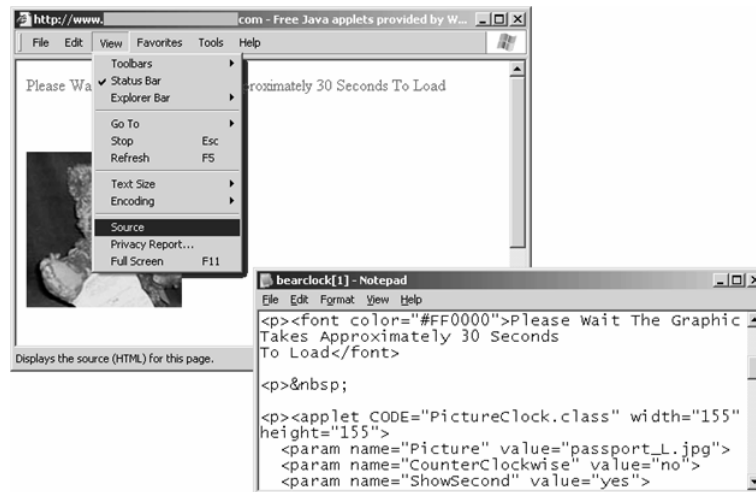 http://www. com - Free Java applets provided by W...
File Edit View Favorites Tools Help
Toolbars
Please Wa roximately 30 Seconds To Load
Status Bar
Explorer Bar
Go To
Stop Esc
Refresh F5
Text Size
Encoding
Source
Privacy Report...
Full Screen F11
Displays the source (HTML) for this page.
bearclock[1] - Notepad
File Edit Format View Help
<p><font color="#FF0000">Please Wait The Graphic
Takes Approximately 30 Seconds
To Load</font>
<p>&nbsp;
<p><applet CODE="PictureClock.class" width="155"
height="155">
<param name="Picture" value="passport_L.jpg">
<param name="CounterClockwise" value="no">
<param name="ShowSecond" value="yes">